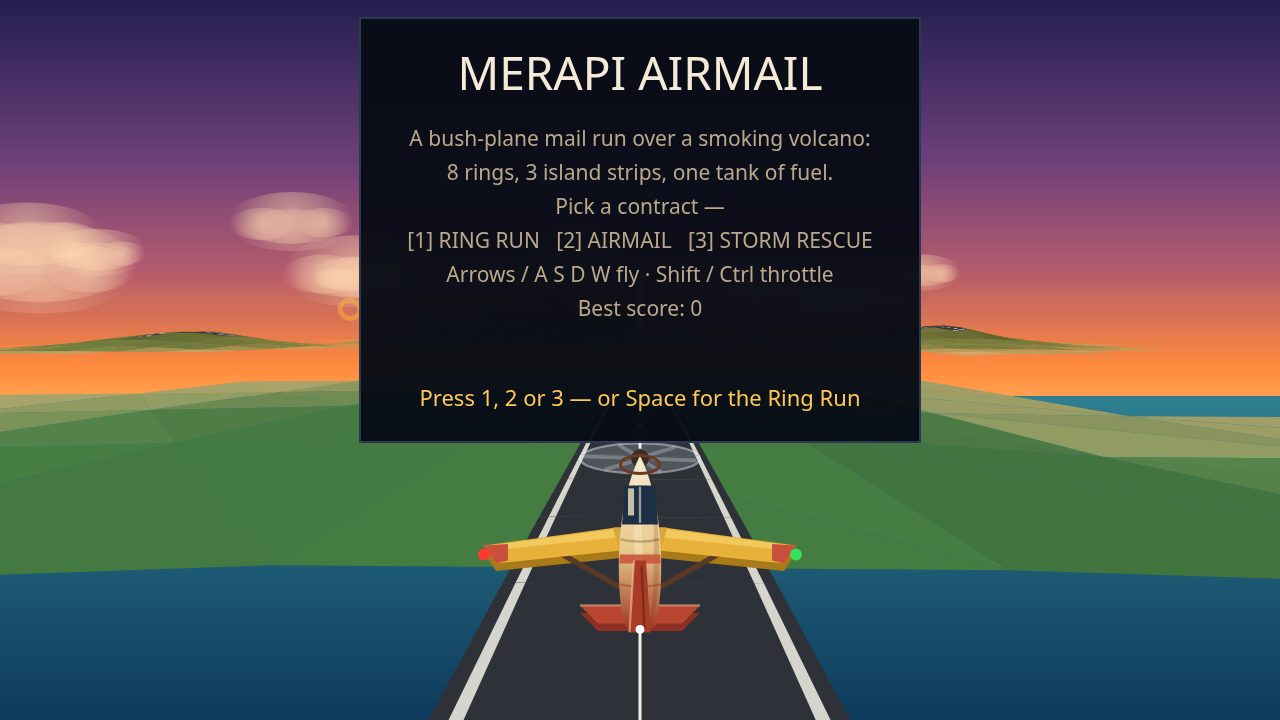 MERAPI AIRMAIL
A bush-plane mail run over a smoking volcano:
8 rings, 3 island strips, one tank of fuel.
Pick a contract —
[1] RING RUN   [2] AIRMAIL   [3] STORM RESCUE
Arrows / A S D W fly · Shift / Ctrl throttle
Best score: 0
Press 1, 2 or 3 — or Space for the Ring Run